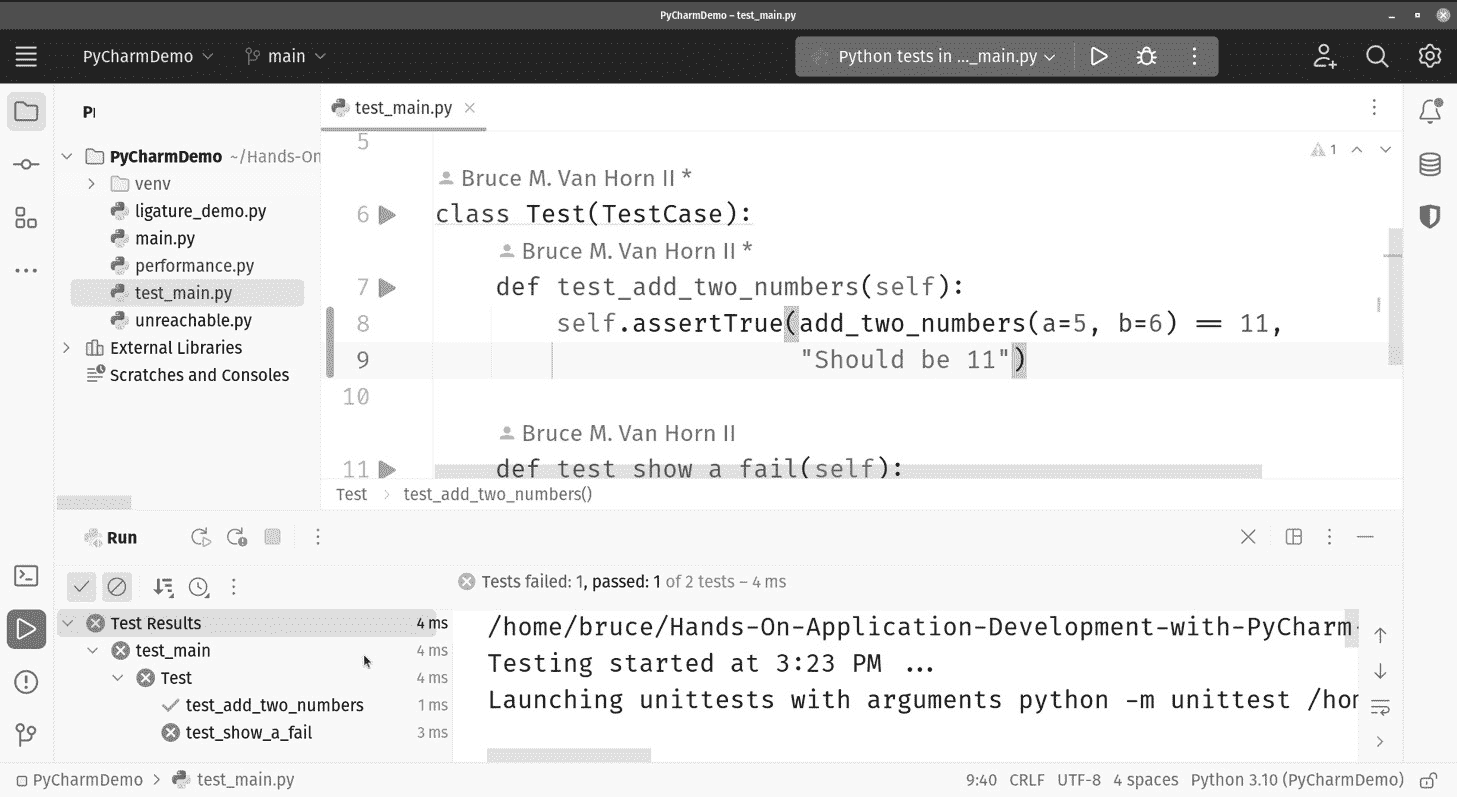 PyCharmDemo – test_main.py
PyCharmDemo main Python tests in ..._main.py
test_main.py
PyCharmDemo ~/Hands-On
venv
ligature_demo.py
main.py
performance.py
test_main.py
unreachable.py
External Libraries
Scratches and Consoles
1
5
Bruce M. Van Horn II *
6 class Test(TestCase):
Bruce M. Van Horn II *
7 def test_add_two_numbers(self):
8 self.assertTrue(add_two_numbers(a=5, b=6) == 11,
9 "Should be 11")
10
Bruce M. Van Horn II
11 def test_show_a_fail(self):
Test > test_add_two_numbers()
Run
Tests failed: 1, passed: 1 of 2 tests – 4 ms
Test Results 4 ms
test_main 4 ms
Test 4 ms
test_add_two_numbers 1 ms
test_show_a_fail 3 ms
/home/bruce/Hands-On-Application-Development-with-PyCharm-
Testing started at 3:23 PM ...
Launching unittests with arguments python -m unittest /hom
PyCharmDemo > test_main.py 9:40 CRLF UTF-8 4 spaces Python 3.10 (PyCharmDemo)